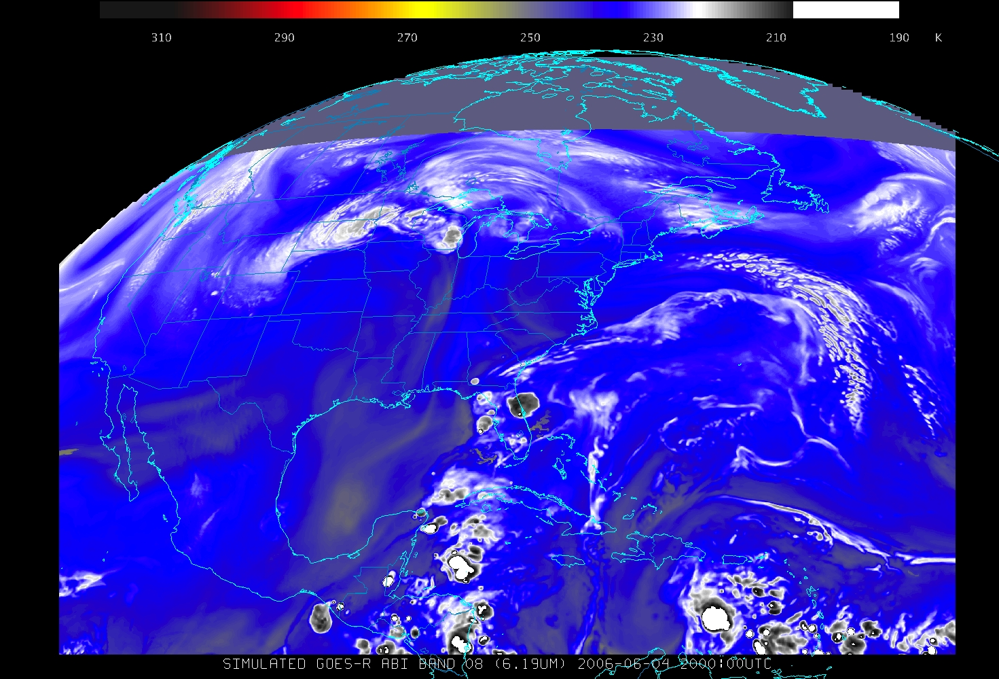 310 290 270 250 230 210 190 K
SIMULATED GOES-R ABI BAND 08 (6.19UM) 2006-06-04 2000:00UTC